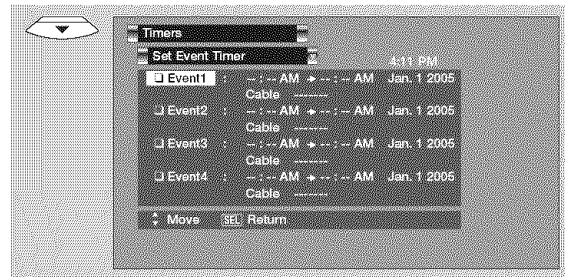 Timers
Set Event Timer
4:11 PM
❏ Event1 : -- : -- AM ➔ -- : -- AM Jan. 1 2005
Cable -------
❏ Event2 : -- : -- AM ➔ -- : -- AM Jan. 1 2005
Cable -------
❏ Event3 : -- : -- AM ➔ -- : -- AM Jan. 1 2005
Cable -------
❏ Event4 : -- : -- AM ➔ -- : -- AM Jan. 1 2005
Cable -------
Move SEL Return